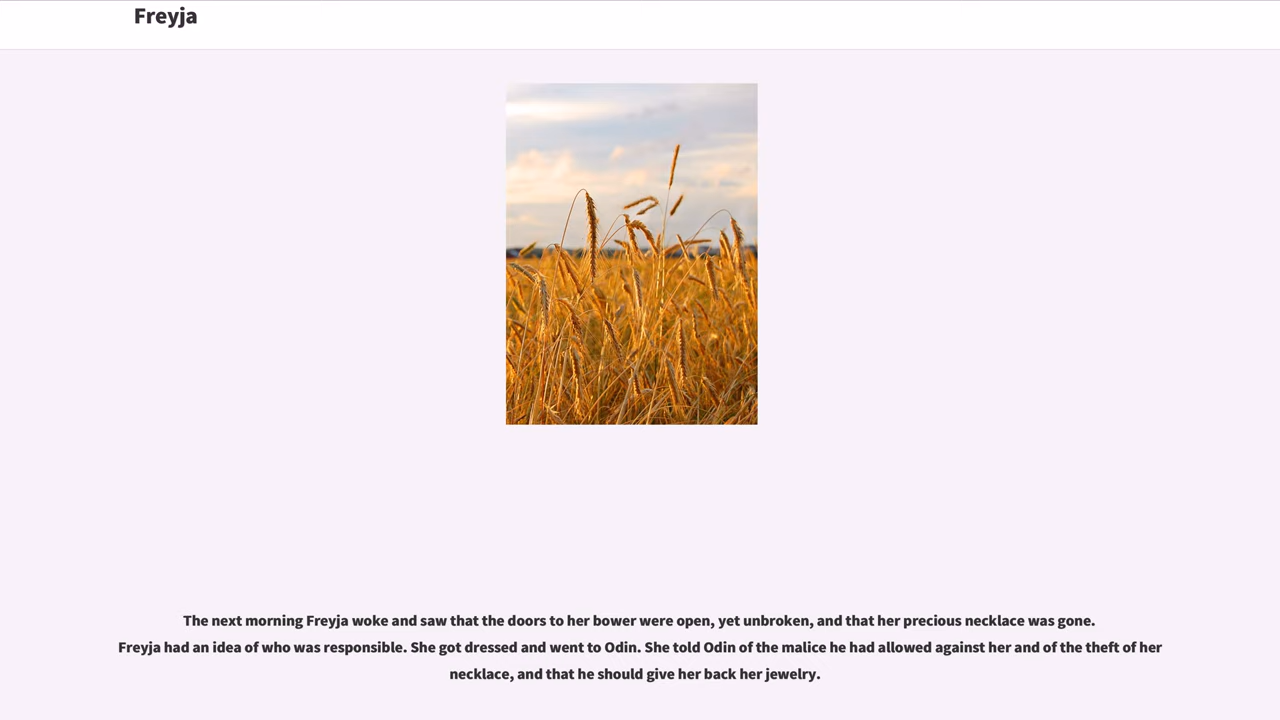 Freyja
The next morning Freyja woke and saw that the doors to her bower were open, yet unbroken, and that her precious necklace was gone.
Freyja had an idea of who was responsible. She got dressed and went to Odin. She told Odin of the malice he had allowed against her and of the theft of her
necklace, and that he should give her back her jewelry.